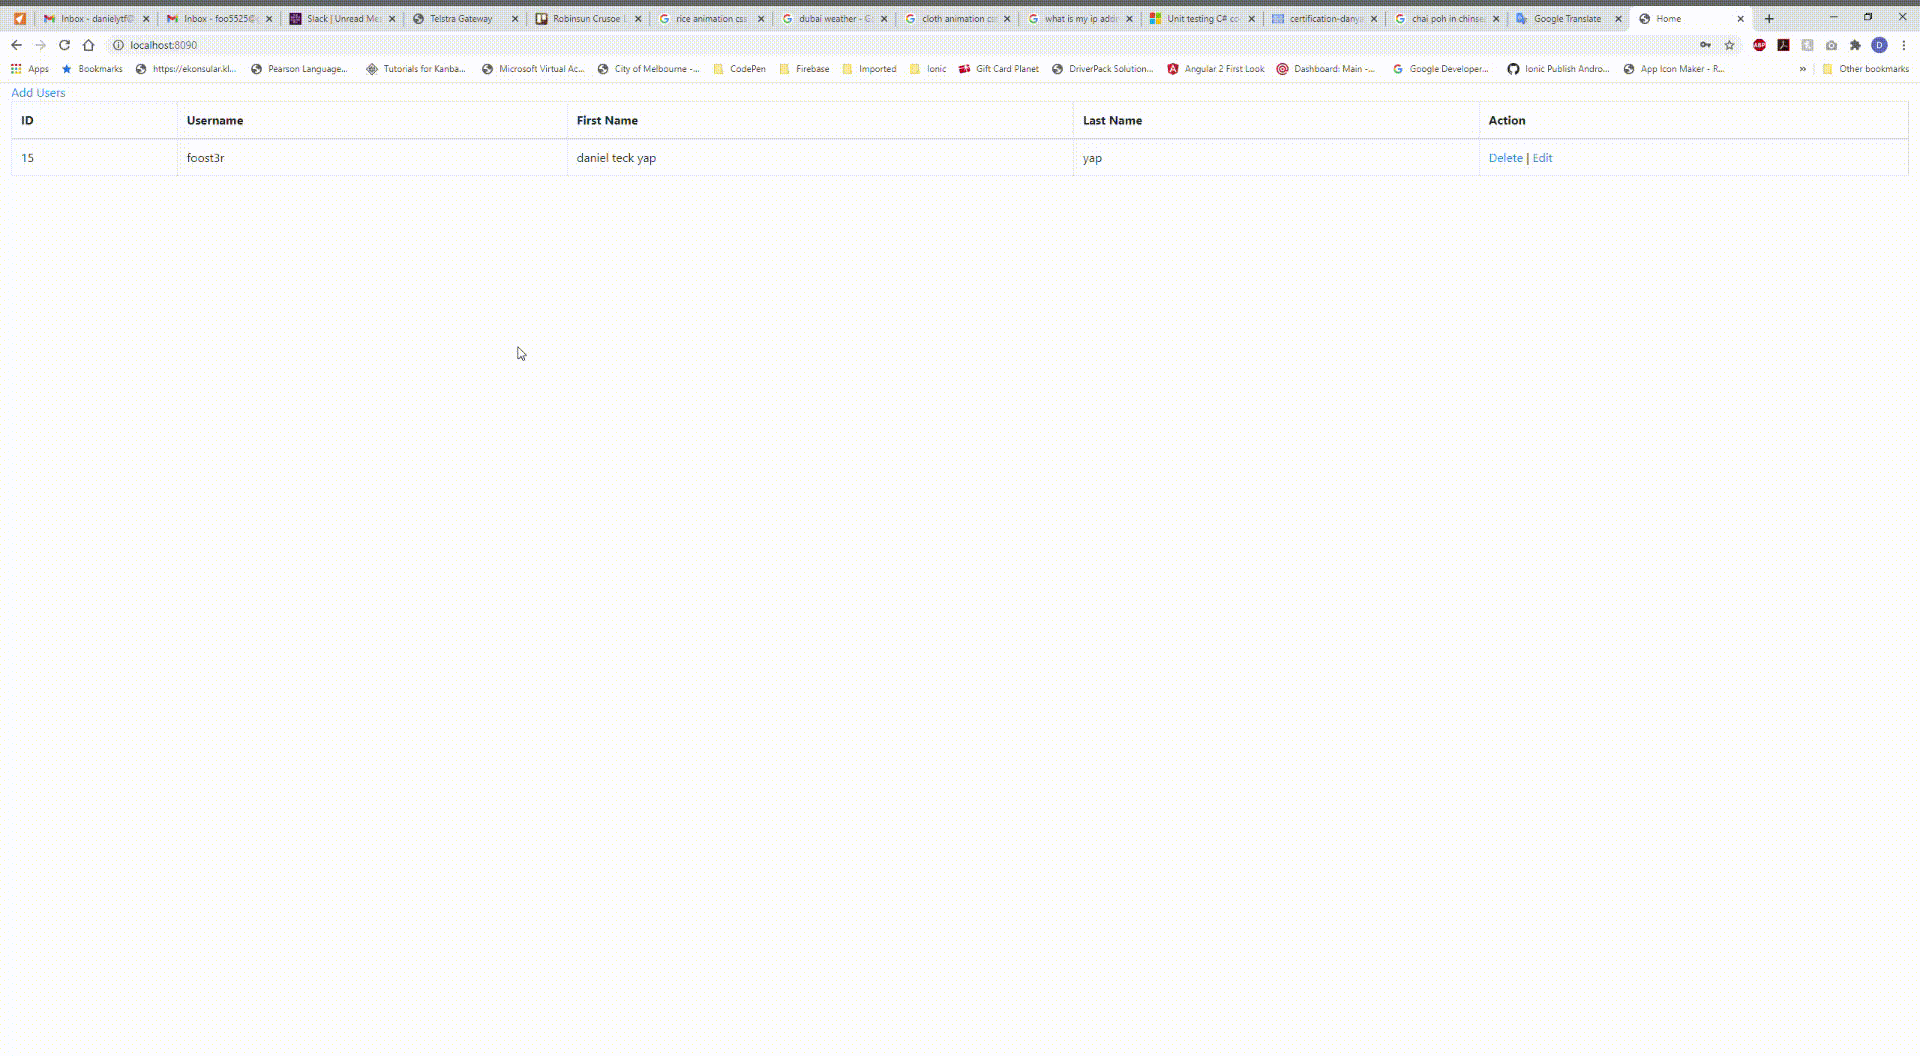 Inbox - danielytf@ Inbox - foo5525@ Slack | Unread Me Telstra Gateway Robinsun Crusoe rice animation css dubai weather - G cloth animation cs what is my ip addr Unit testing C# co certification-danya chai poh in chinse Google Translate Home
localhost:8090
Apps Bookmarks https://ekonsular.kl... Pearson Language... Tutorials for Kanba... Microsoft Virtual Ac... City of Melbourne -... CodePen Firebase Imported Ionic Gift Card Planet DriverPack Solution... Angular 2 First Look Dashboard: Main -... Google Developer... Ionic Publish Andro... App Icon Maker - R... » Other bookmarks
Add Users
ID Username First Name Last Name Action
15 foost3r daniel teck yap yap Delete | Edit